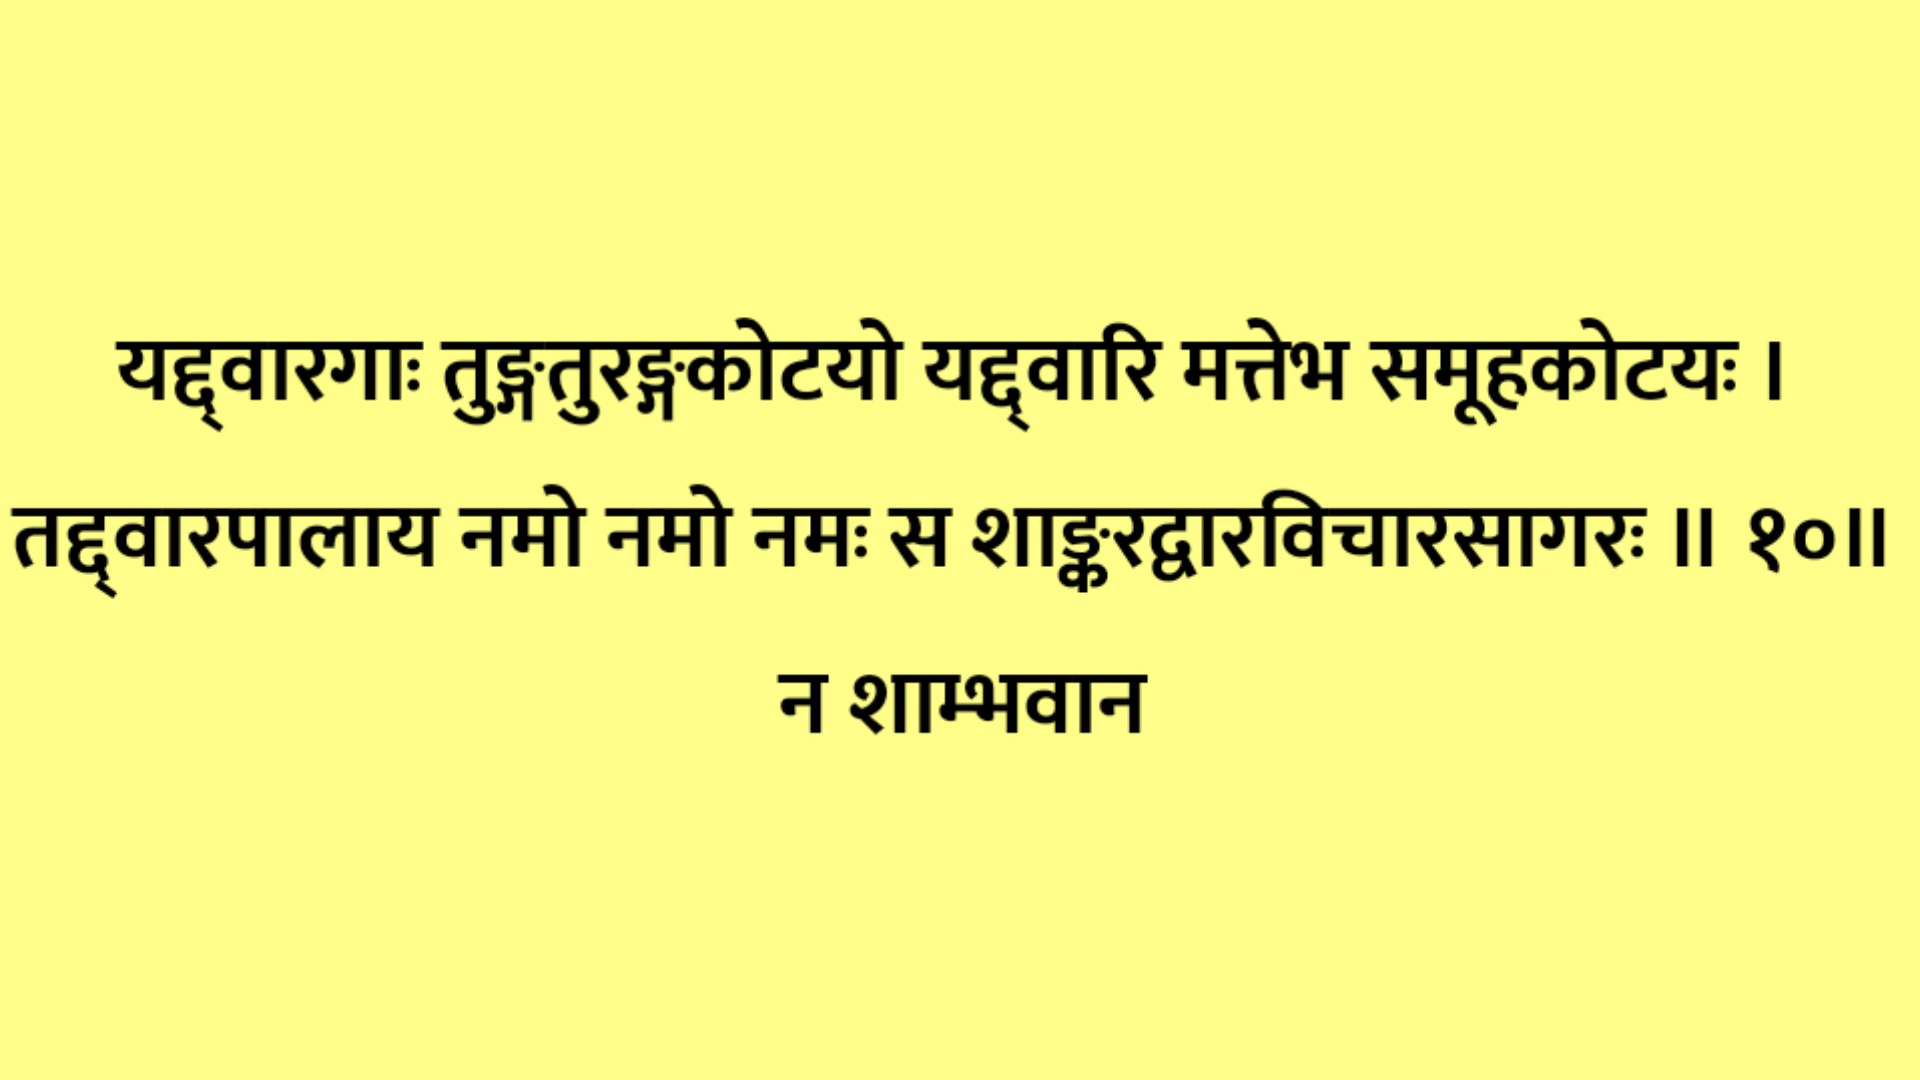 यद्द्वारगाः तुङ्गतुरङ्गकोटयो यद्द्वारि मत्तेभ समूहकोटयः ।
तद्द्वारपालाय नमो नमो नमः स शाङ्करद्वारविचारसागरः ॥ १०॥
न शाम्भवान